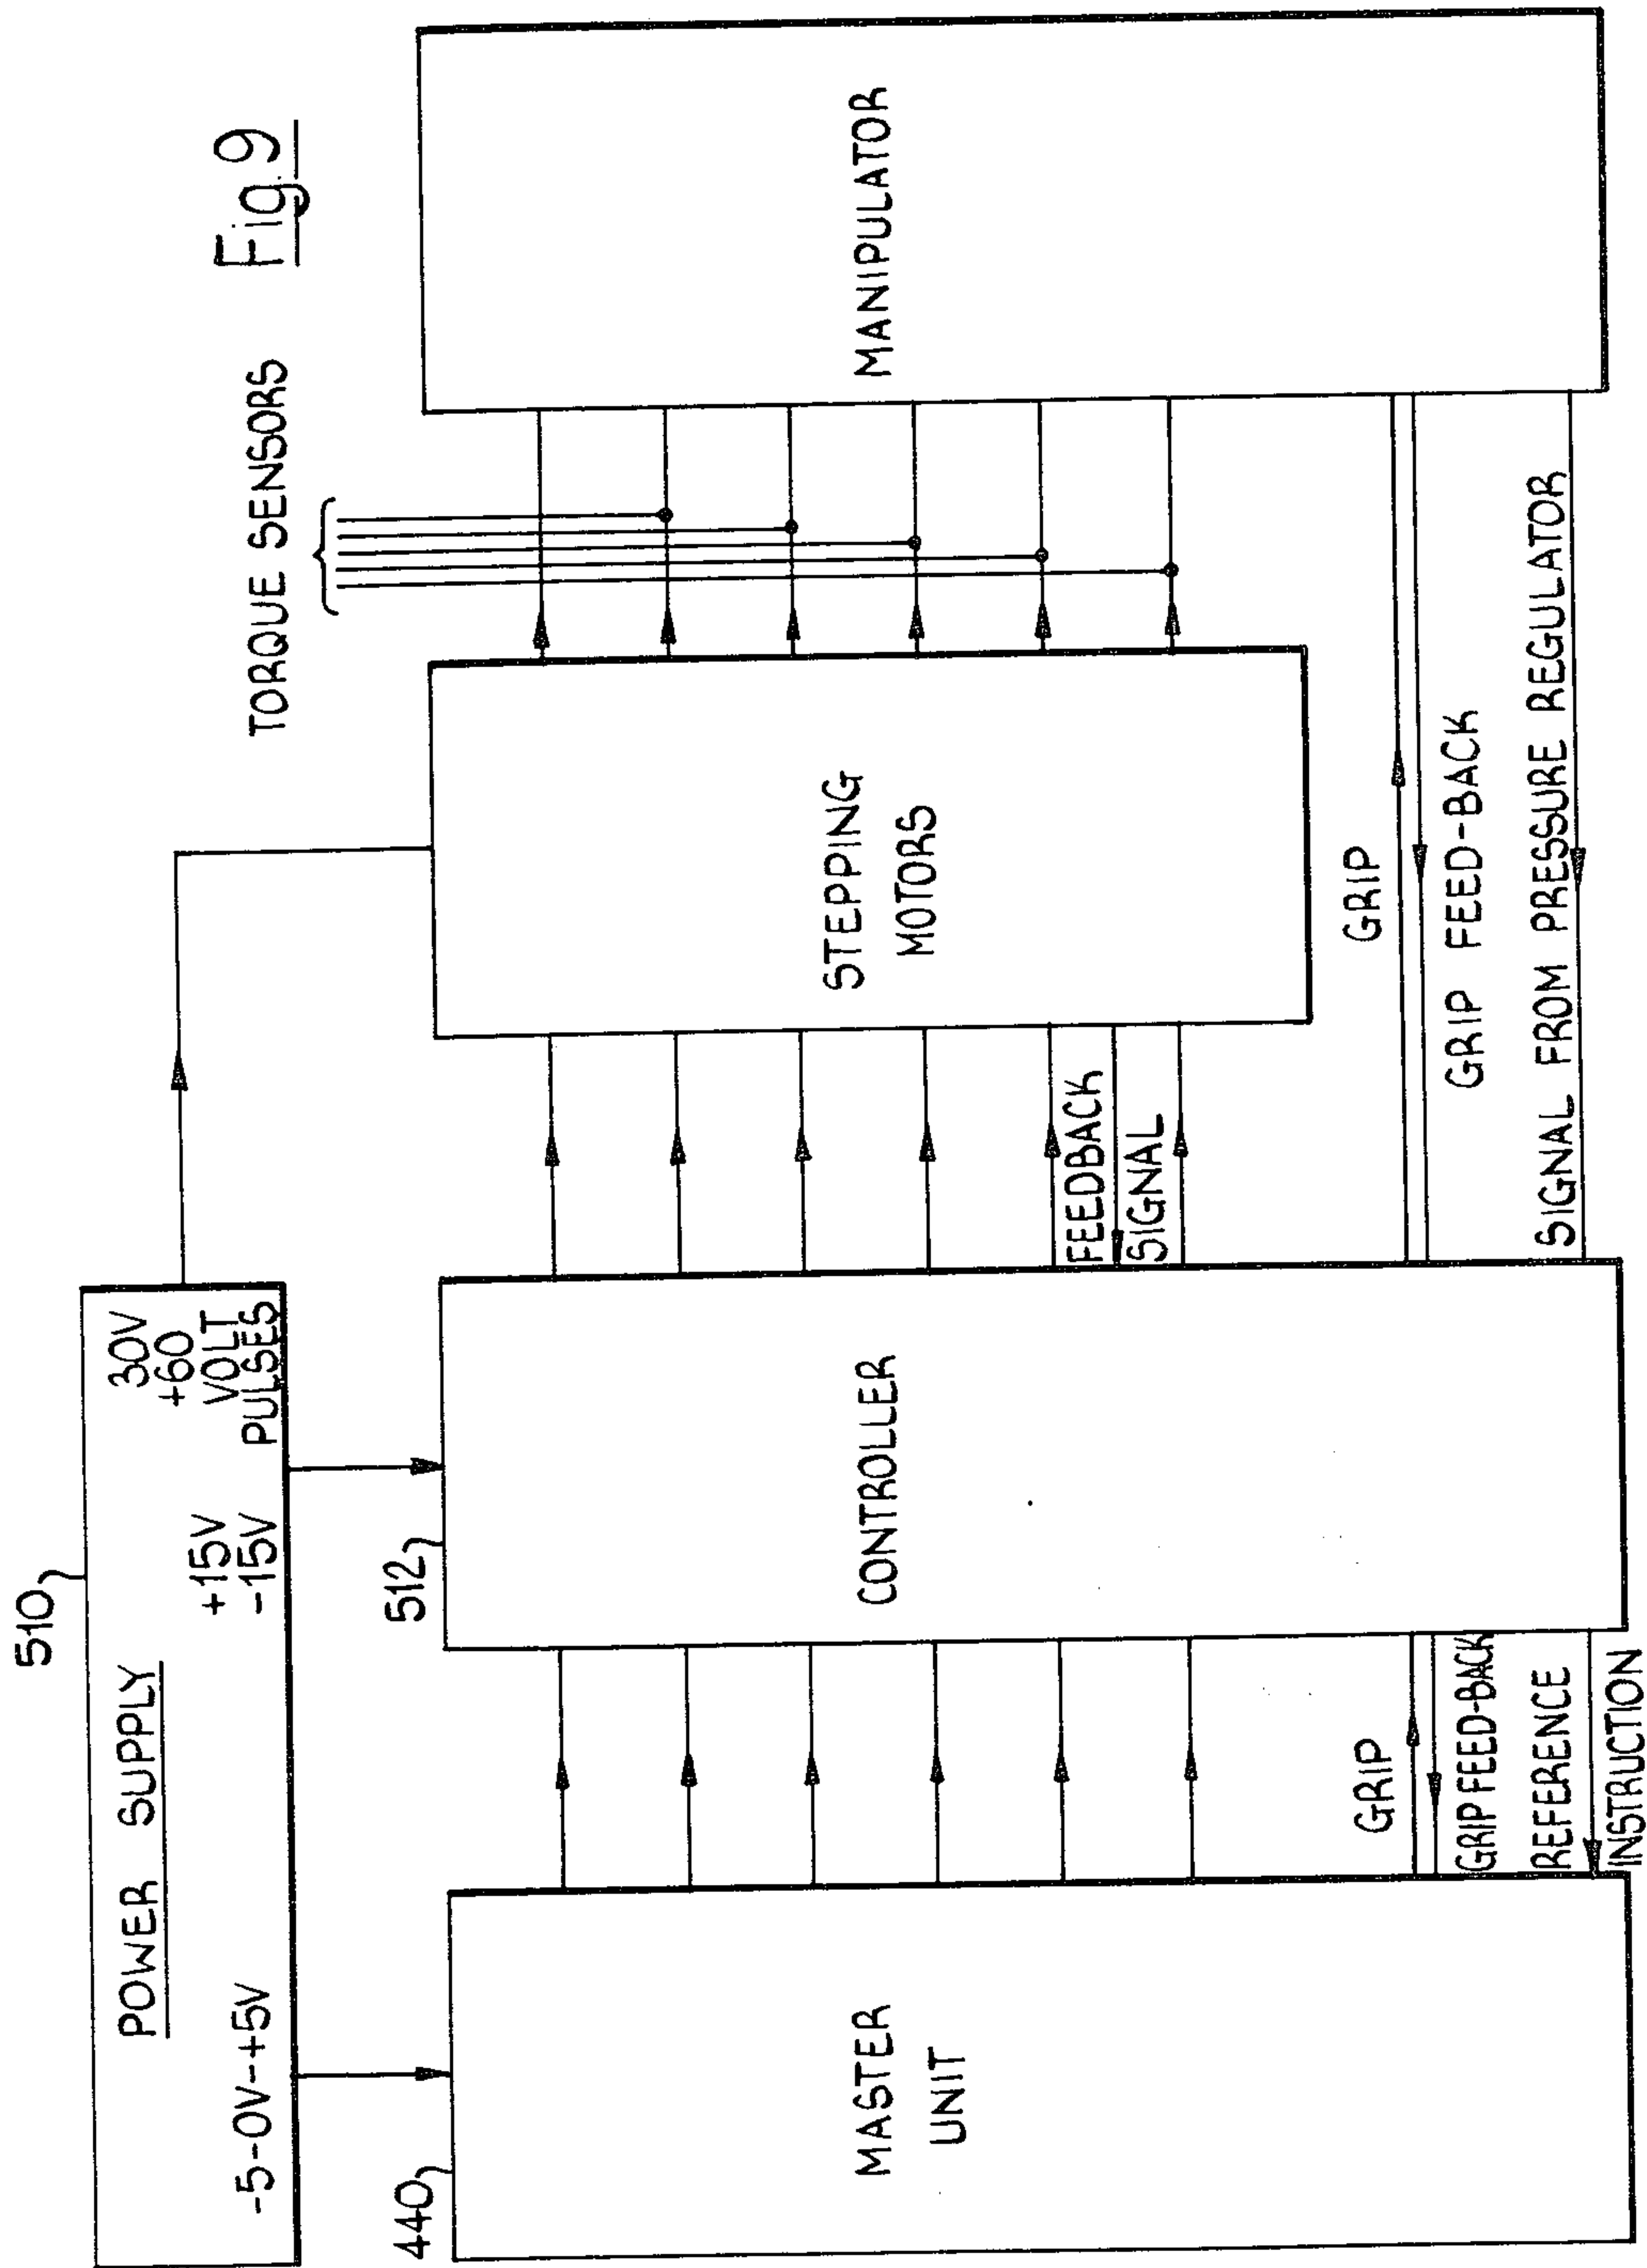 Fig. 9
510
POWER SUPPLY
-5-0V-+5V
+15V
-15V
30V
+60
VOLT
PULSES
TORQUE SENSORS
440
MASTER
UNIT
512
CONTROLLER
STEPPING
MOTORS
MANIPULATOR
FEEDBACK
SIGNAL
GRIP
GRIP FEED-BACK
REFERENCE
INSTRUCTION
GRIP
GRIP FEED-BACK
SIGNAL FROM PRESSURE REGULATOR